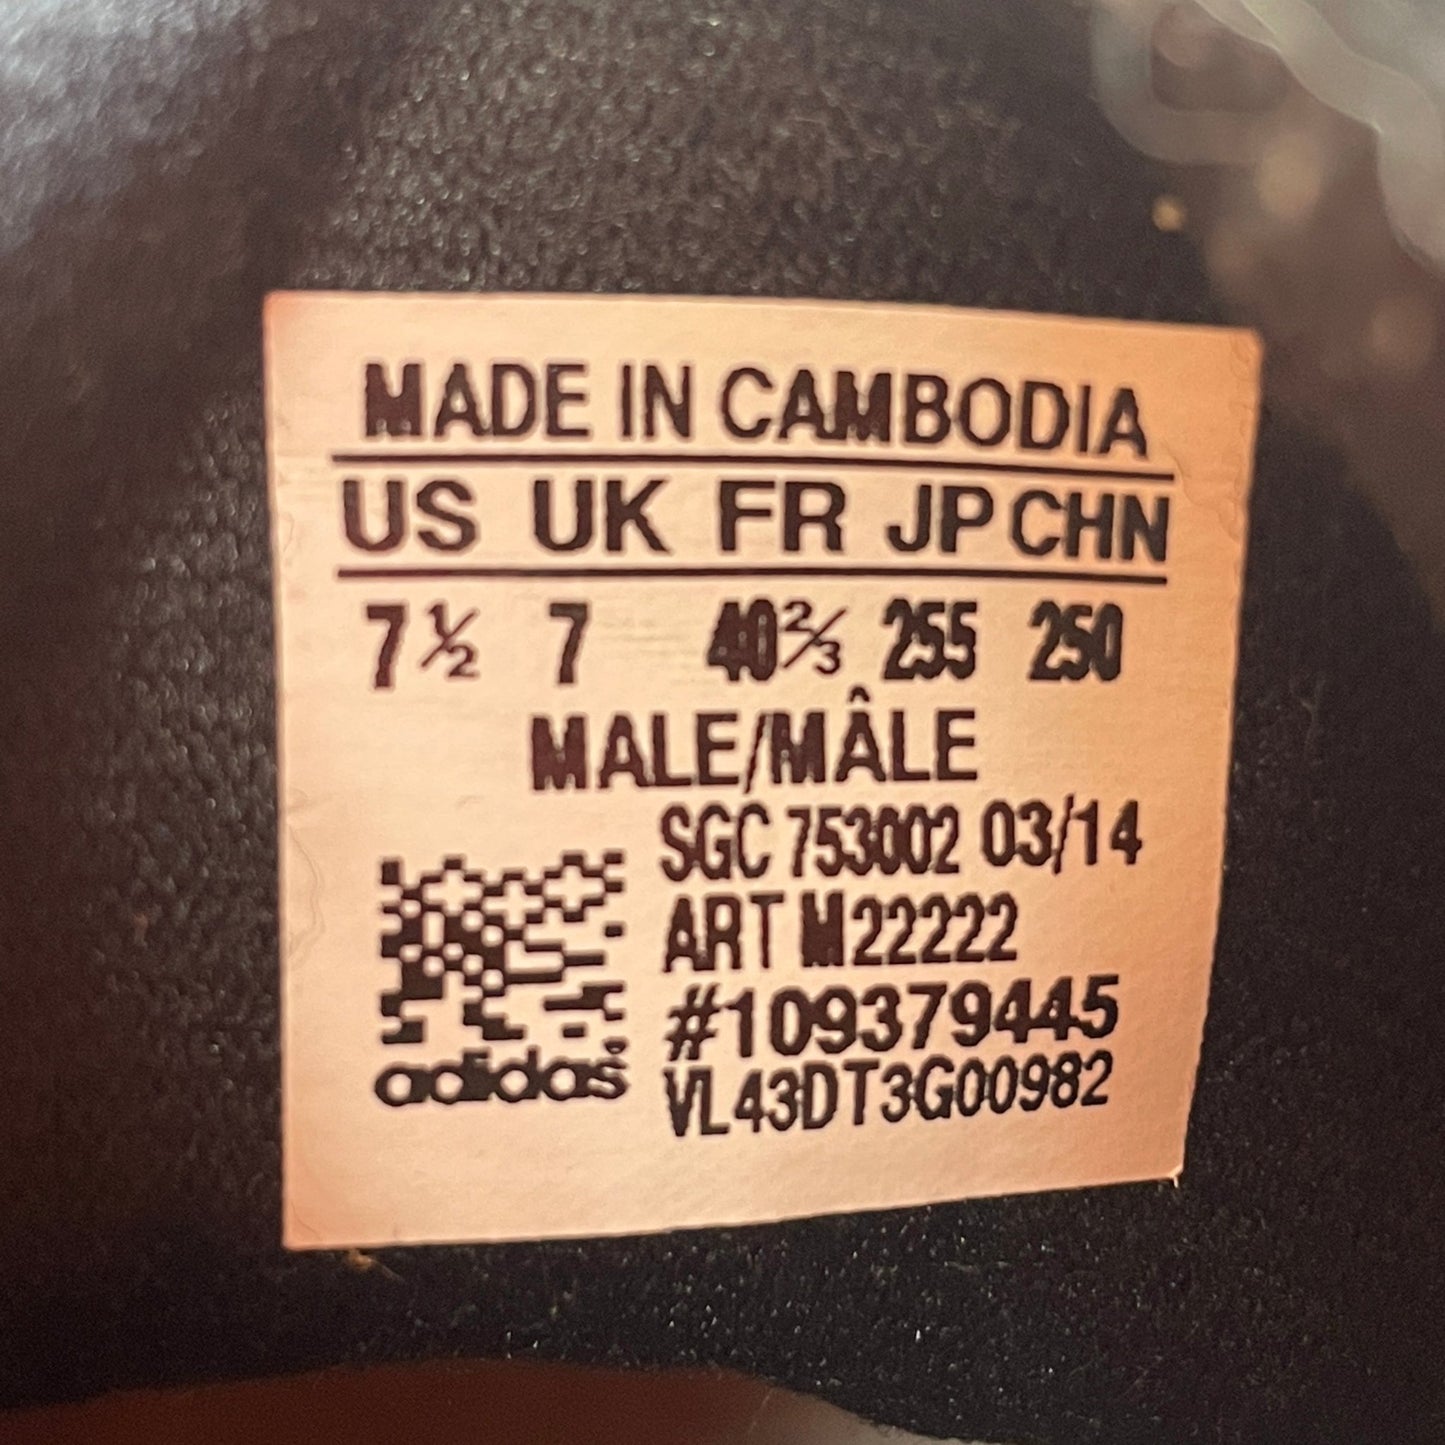 MADE IN CAMBODIA
US UK FR JP CHN
7½ 7 40⅔ 255 250
MALE/MÂLE
SGC 753002 03/14
ART M22222
#109379445
VL43DT3G00982
adidas